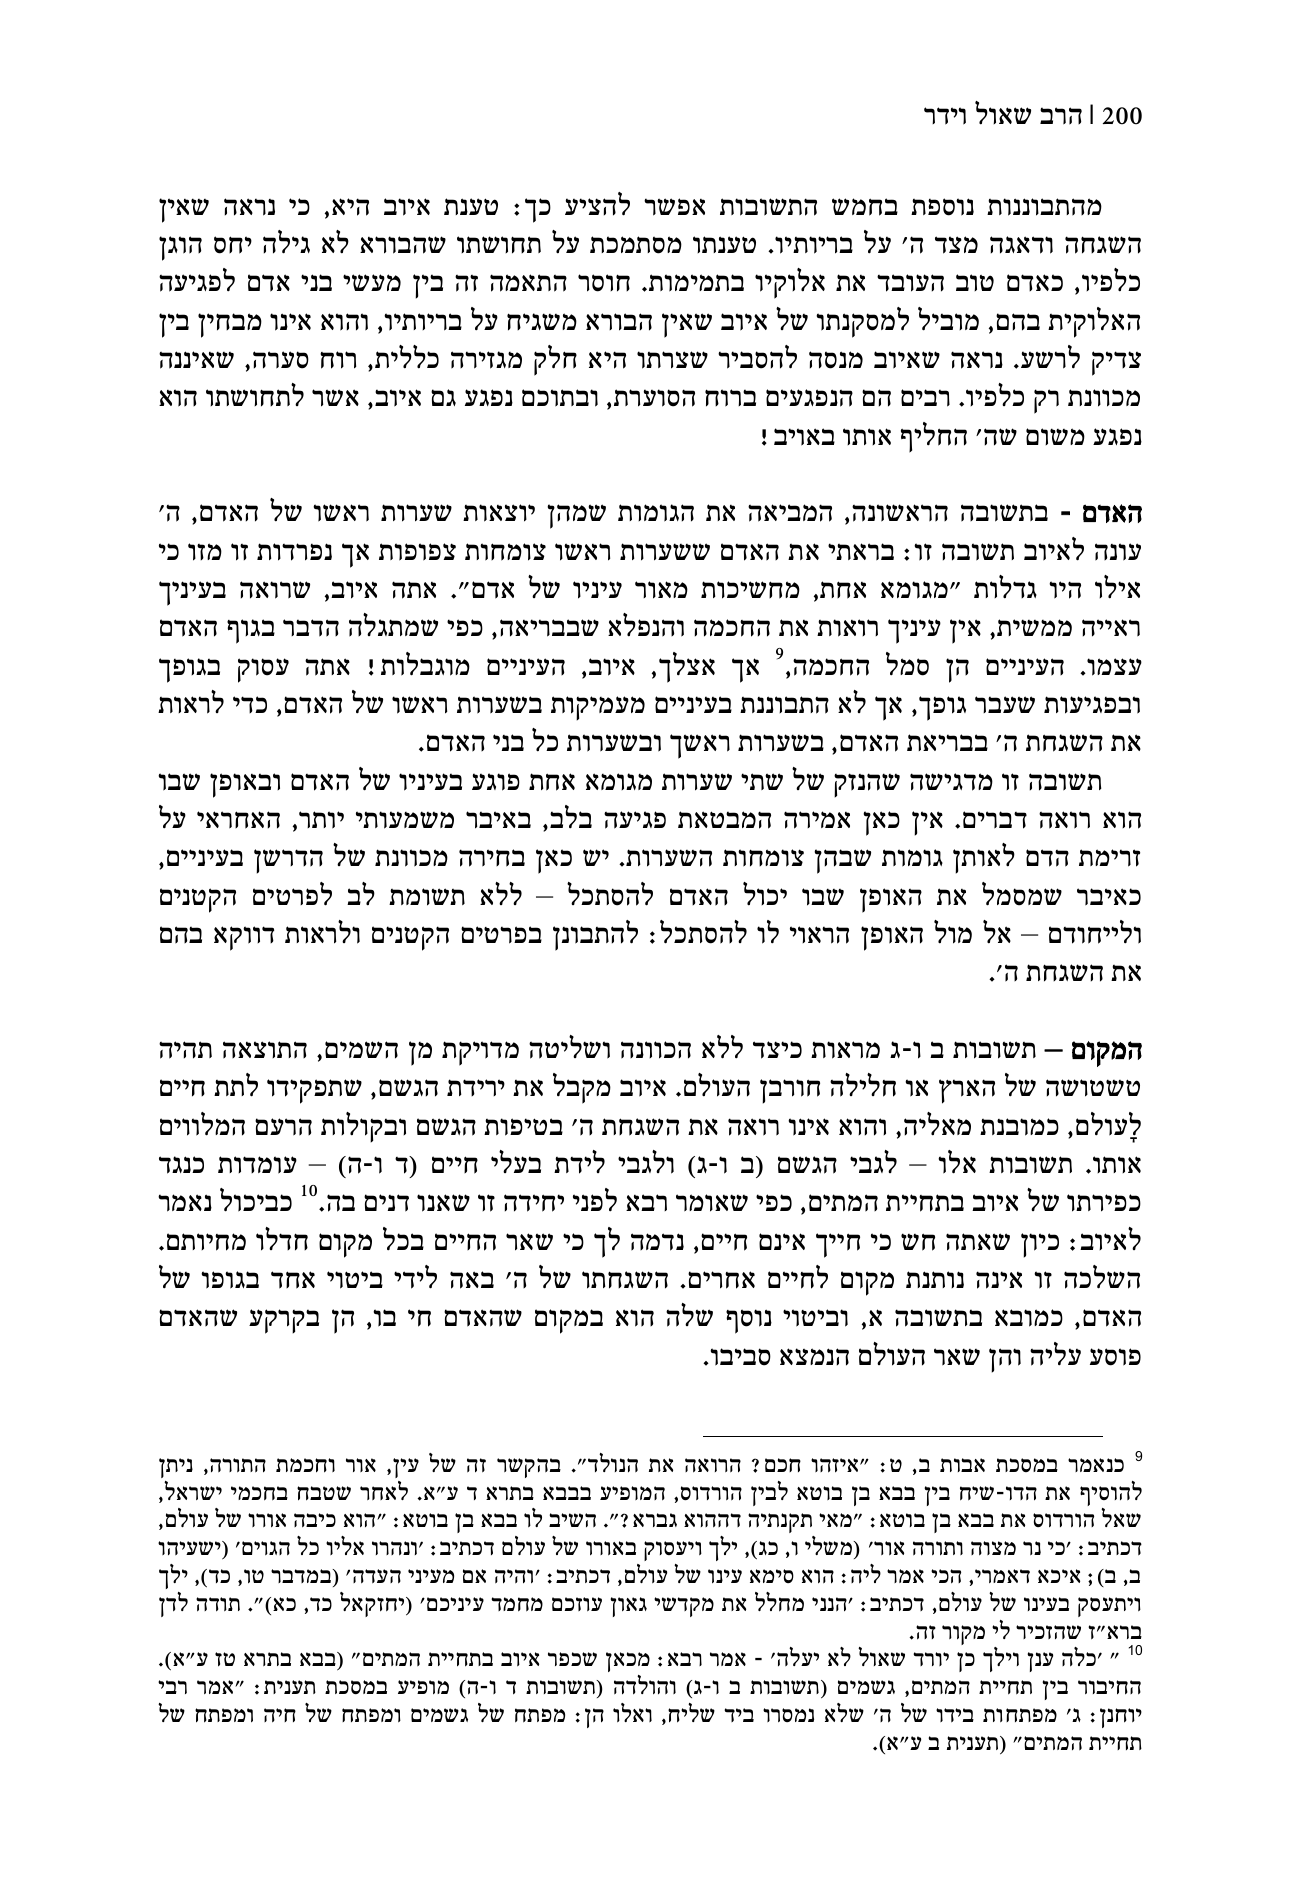 200 | הרב שאול וידר
מהתבוננות נוספת בחמש התשובות אפשר להציע כך: טענת איוב היא, כי נראה שאין
השגחה ודאגה מצד ה׳ על בריותיו. טענתו מסתמכת על תחושתו שהבורא לא גילה יחס הוגן
כלפיו, כאדם טוב העובד את אלוקיו בתמימות. חוסר התאמה זה בין מעשי בני אדם לפגיעה
האלוקית בהם, מוביל למסקנתו של איוב שאין הבורא משגיח על בריותיו, והוא אינו מבחין בין
צדיק לרשע. נראה שאיוב מנסה להסביר שצרתו היא חלק מגזירה כללית, רוח סערה, שאיננה
מכוונת רק כלפיו. רבים הם הנפגעים ברוח הסוערת, ובתוכם נפגע גם איוב, אשר לתחושתו הוא
נפגע משום שה׳ החליף אותו באויב!
האדם - בתשובה הראשונה, המביאה את הגומות שמהן יוצאות שערות ראשו של האדם, ה׳
עונה לאיוב תשובה זו: בראתי את האדם ששערות ראשו צומחות צפופות אך נפרדות זו מזו כי
אילו היו גדלות ״מגומא אחת, מחשיכות מאור עיניו של אדם״. אתה איוב, שרואה בעיניך
ראייה ממשית, אין עיניך רואות את החכמה והנפלא שבבריאה, כפי שמתגלה הדבר בגוף האדם
עצמו. העיניים הן סמל החכמה,9 אך אצלך, איוב, העיניים מוגבלות! אתה עסוק בגופך
ובפגיעות שעבר גופך, אך לא התבוננת בעיניים מעמיקות בשערות ראשו של האדם, כדי לראות
את השגחת ה׳ בבריאת האדם, בשערות ראשך ובשערות כל בני האדם.
תשובה זו מדגישה שהנזק של שתי שערות מגומא אחת פוגע בעיניו של האדם ובאופן שבו
הוא רואה דברים. אין כאן אמירה המבטאת פגיעה בלב, באיבר משמעותי יותר, האחראי על
זרימת הדם לאותן גומות שבהן צומחות השערות. יש כאן בחירה מכוונת של הדרשן בעיניים,
כאיבר שמסמל את האופן שבו יכול האדם להסתכל – ללא תשומת לב לפרטים הקטנים
ולייחודם – אל מול האופן הראוי לו להסתכל: להתבונן בפרטים הקטנים ולראות דווקא בהם
את השגחת ה׳.
המקום – תשובות ב ו-ג מראות כיצד ללא הכוונה ושליטה מדויקת מן השמים, התוצאה תהיה
טשטושה של הארץ או חלילה חורבן העולם. איוב מקבל את ירידת הגשם, שתפקידו לתת חיים
לָעולם, כמובנת מאליה, והוא אינו רואה את השגחת ה׳ בטיפות הגשם ובקולות הרעם המלווים
אותו. תשובות אלו – לגבי הגשם (ב ו-ג) ולגבי לידת בעלי חיים (ד ו-ה) – עומדות כנגד
כפירתו של איוב בתחיית המתים, כפי שאומר רבא לפני יחידה זו שאנו דנים בה.10 כביכול נאמר
לאיוב: כיון שאתה חש כי חייך אינם חיים, נדמה לך כי שאר החיים בכל מקום חדלו מחיותם.
השלכה זו אינה נותנת מקום לחיים אחרים. השגחתו של ה׳ באה לידי ביטוי אחד בגופו של
האדם, כמובא בתשובה א, וביטוי נוסף שלה הוא במקום שהאדם חי בו, הן בקרקע שהאדם
פוסע עליה והן שאר העולם הנמצא סביבו.
9 כנאמר במסכת אבות ב, ט: ״איזהו חכם? הרואה את הנולד״. בהקשר זה של עין, אור וחכמת התורה, ניתן
להוסיף את הדו-שיח בין בבא בן בוטא לבין הורדוס, המופיע בבבא בתרא ד ע״א. לאחר שטבח בחכמי ישראל,
שאל הורדוס את בבא בן בוטא: ״מאי תקנתיה דההוא גברא?״. השיב לו בבא בן בוטא: ״הוא כיבה אורו של עולם,
דכתיב: ׳כי נר מצוה ותורה אור׳ (משלי ו, כג), ילך ויעסוק באורו של עולם דכתיב: ׳ונהרו אליו כל הגוים׳ (ישעיהו
ב, ב); איכא דאמרי, הכי אמר ליה: הוא סימא עינו של עולם, דכתיב: ׳והיה אם מעיני העדה׳ (במדבר טו, כד), ילך
ויתעסק בעינו של עולם, דכתיב: ׳הנני מחלל את מקדשי גאון עוזכם מחמד עיניכם׳ (יחזקאל כד, כא)״. תודה לדן
ברא״ז שהזכיר לי מקור זה.
10 ״ ׳כלה ענן וילך כן יורד שאול לא יעלה׳ - אמר רבא: מכאן שכפר איוב בתחיית המתים״ (בבא בתרא טז ע״א).
החיבור בין תחיית המתים, גשמים (תשובות ב ו-ג) והולדה (תשובות ד ו-ה) מופיע במסכת תענית: ״אמר רבי
יוחנן: ג׳ מפתחות בידו של ה׳ שלא נמסרו ביד שליח, ואלו הן: מפתח של גשמים ומפתח של חיה ומפתח של
תחיית המתים״ (תענית ב ע״א).